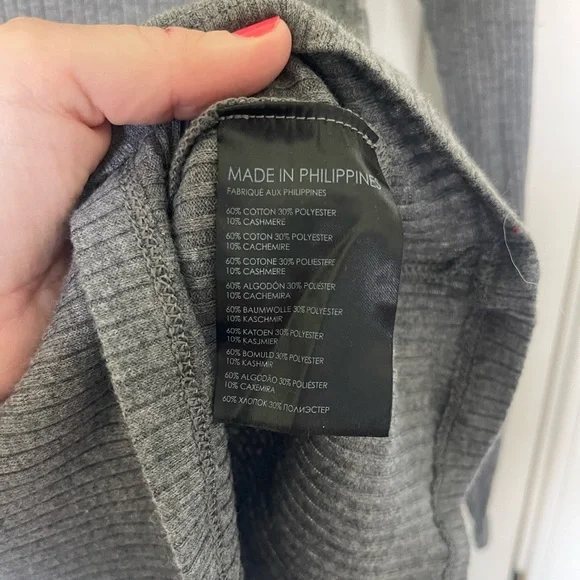 MADE IN PHILIPPINES
FABRIQUÉ AUX PHILIPPINES
60% COTTON 30% POLYESTER
10% CASHMERE
60% COTON 30% POLYESTER
10% CACHEMIRE
60% COTONE 30% POLIESTERE
10% CASHMERE
60% ALGODÓN 30% POLIÉSTER
10% CACHEMIRA
60% BAUMWOLLE 30% POLYESTER
10% KASCHMIR
60% KATOEN 30% POLYESTER
10% KASJMIER
60% BOMULD 30% POLYESTER
10% KASHMIR
60% ALGODÃO 30% POLIÉSTER
10% CAXEMIRA
60% ХЛОПОК 30% ПОЛИЭСТЕР